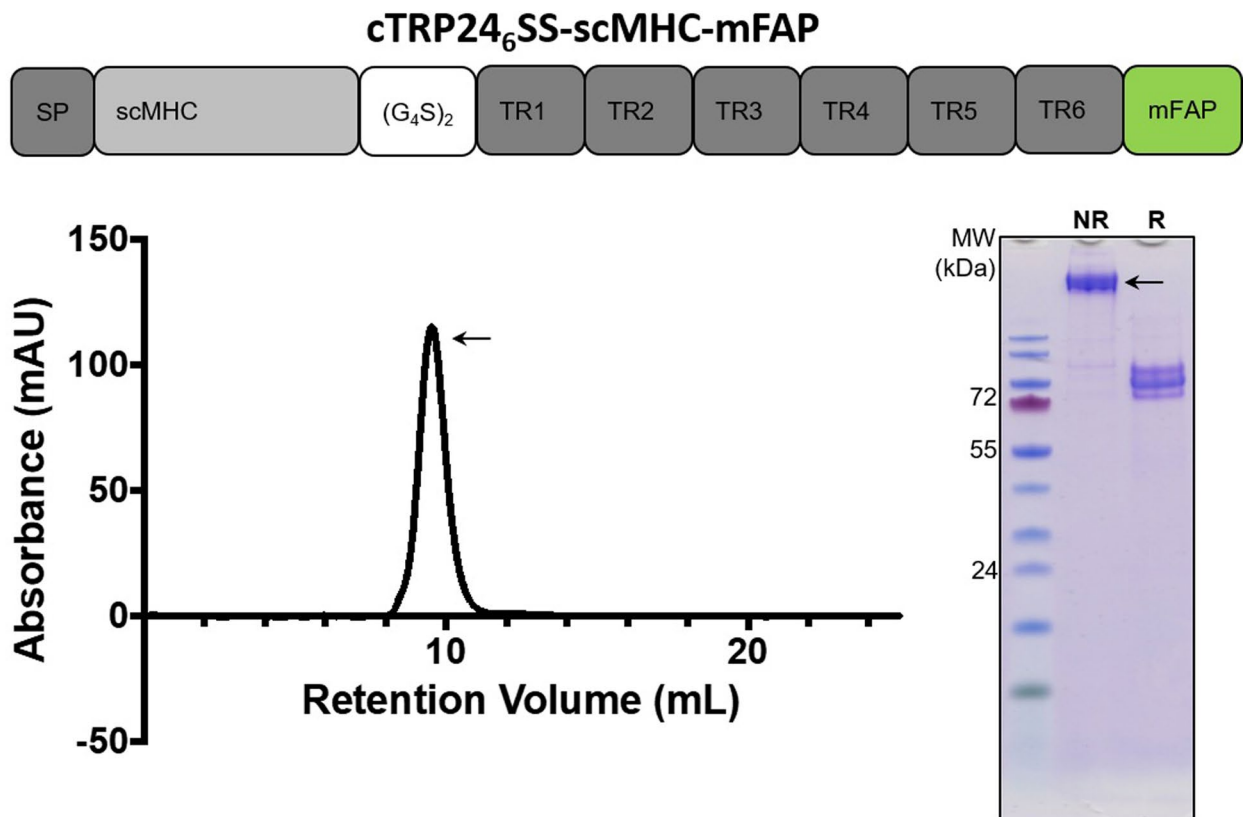 cTRP24₆SS-scMHC-mFAP
SP scMHC (G₄S)₂ TR1 TR2 TR3 TR4 TR5 TR6 mFAP
150
100
50
0
-50
Absorbance (mAU)
10 20
Retention Volume (mL)
NR R
MW
(kDa)
72
55
24